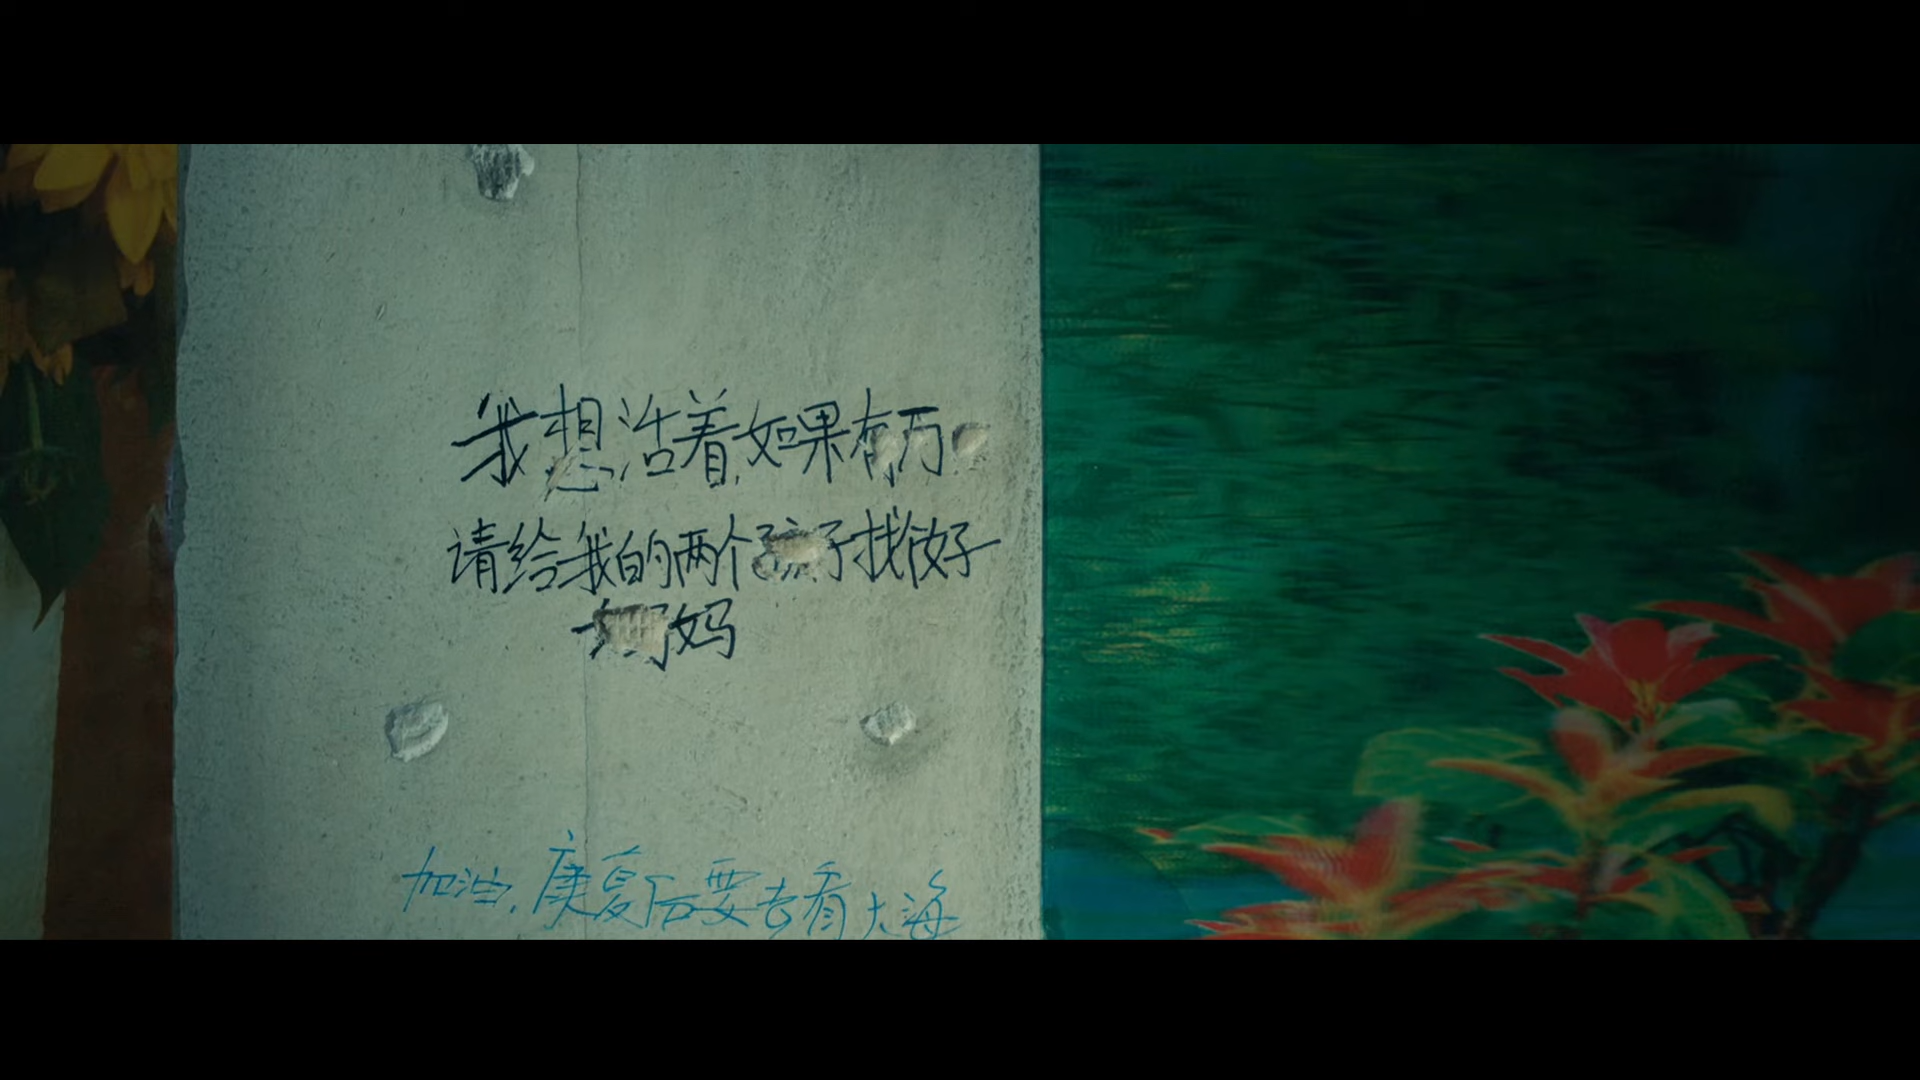 我想活着,如果有万
请给我的两个孩子找个好
妈妈
加油,康复后要去看大海